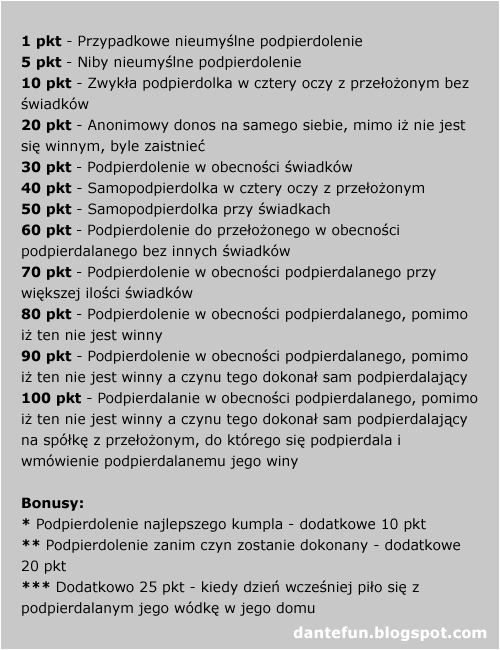 1 pkt - Przypadkowe nieumyślne podpierdolenie
5 pkt - Niby nieumyślne podpierdolenie
10 pkt - Zwykła podpierdolka w cztery oczy z przełożonym bez
świadków
20 pkt - Anonimowy donos na samego siebie, mimo iż nie jest
się winnym, byle zaistnieć
30 pkt - Podpierdolenie w obecności świadków
40 pkt - Samopodpierdolka w cztery oczy z przełożonym
50 pkt - Samopodpierdolka przy świadkach
60 pkt - Podpierdolenie do przełożonego w obecności
podpierdalanego bez innych świadków
70 pkt - Podpierdolenie w obecności podpierdalanego przy
większej ilości świadków
80 pkt - Podpierdolenie w obecności podpierdalanego, pomimo
iż ten nie jest winny
90 pkt - Podpierdolenie w obecności podpierdalanego, pomimo
iż ten nie jest winny a czynu tego dokonał sam podpierdalający
100 pkt - Podpierdalanie w obecności podpierdalanego, pomimo
iż ten nie jest winny a czynu tego dokonał sam podpierdalający
na spółkę z przełożonym, do którego się podpierdala i
wmówienie podpierdalanemu jego winy
Bonusy:
* Podpierdolenie najlepszego kumpla - dodatkowe 10 pkt
** Podpierdolenie zanim czyn zostanie dokonany - dodatkowe
20 pkt
*** Dodatkowo 25 pkt - kiedy dzień wcześniej piło się z
podpierdalanym jego wódkę w jego domu
dantefun.blogspot.com